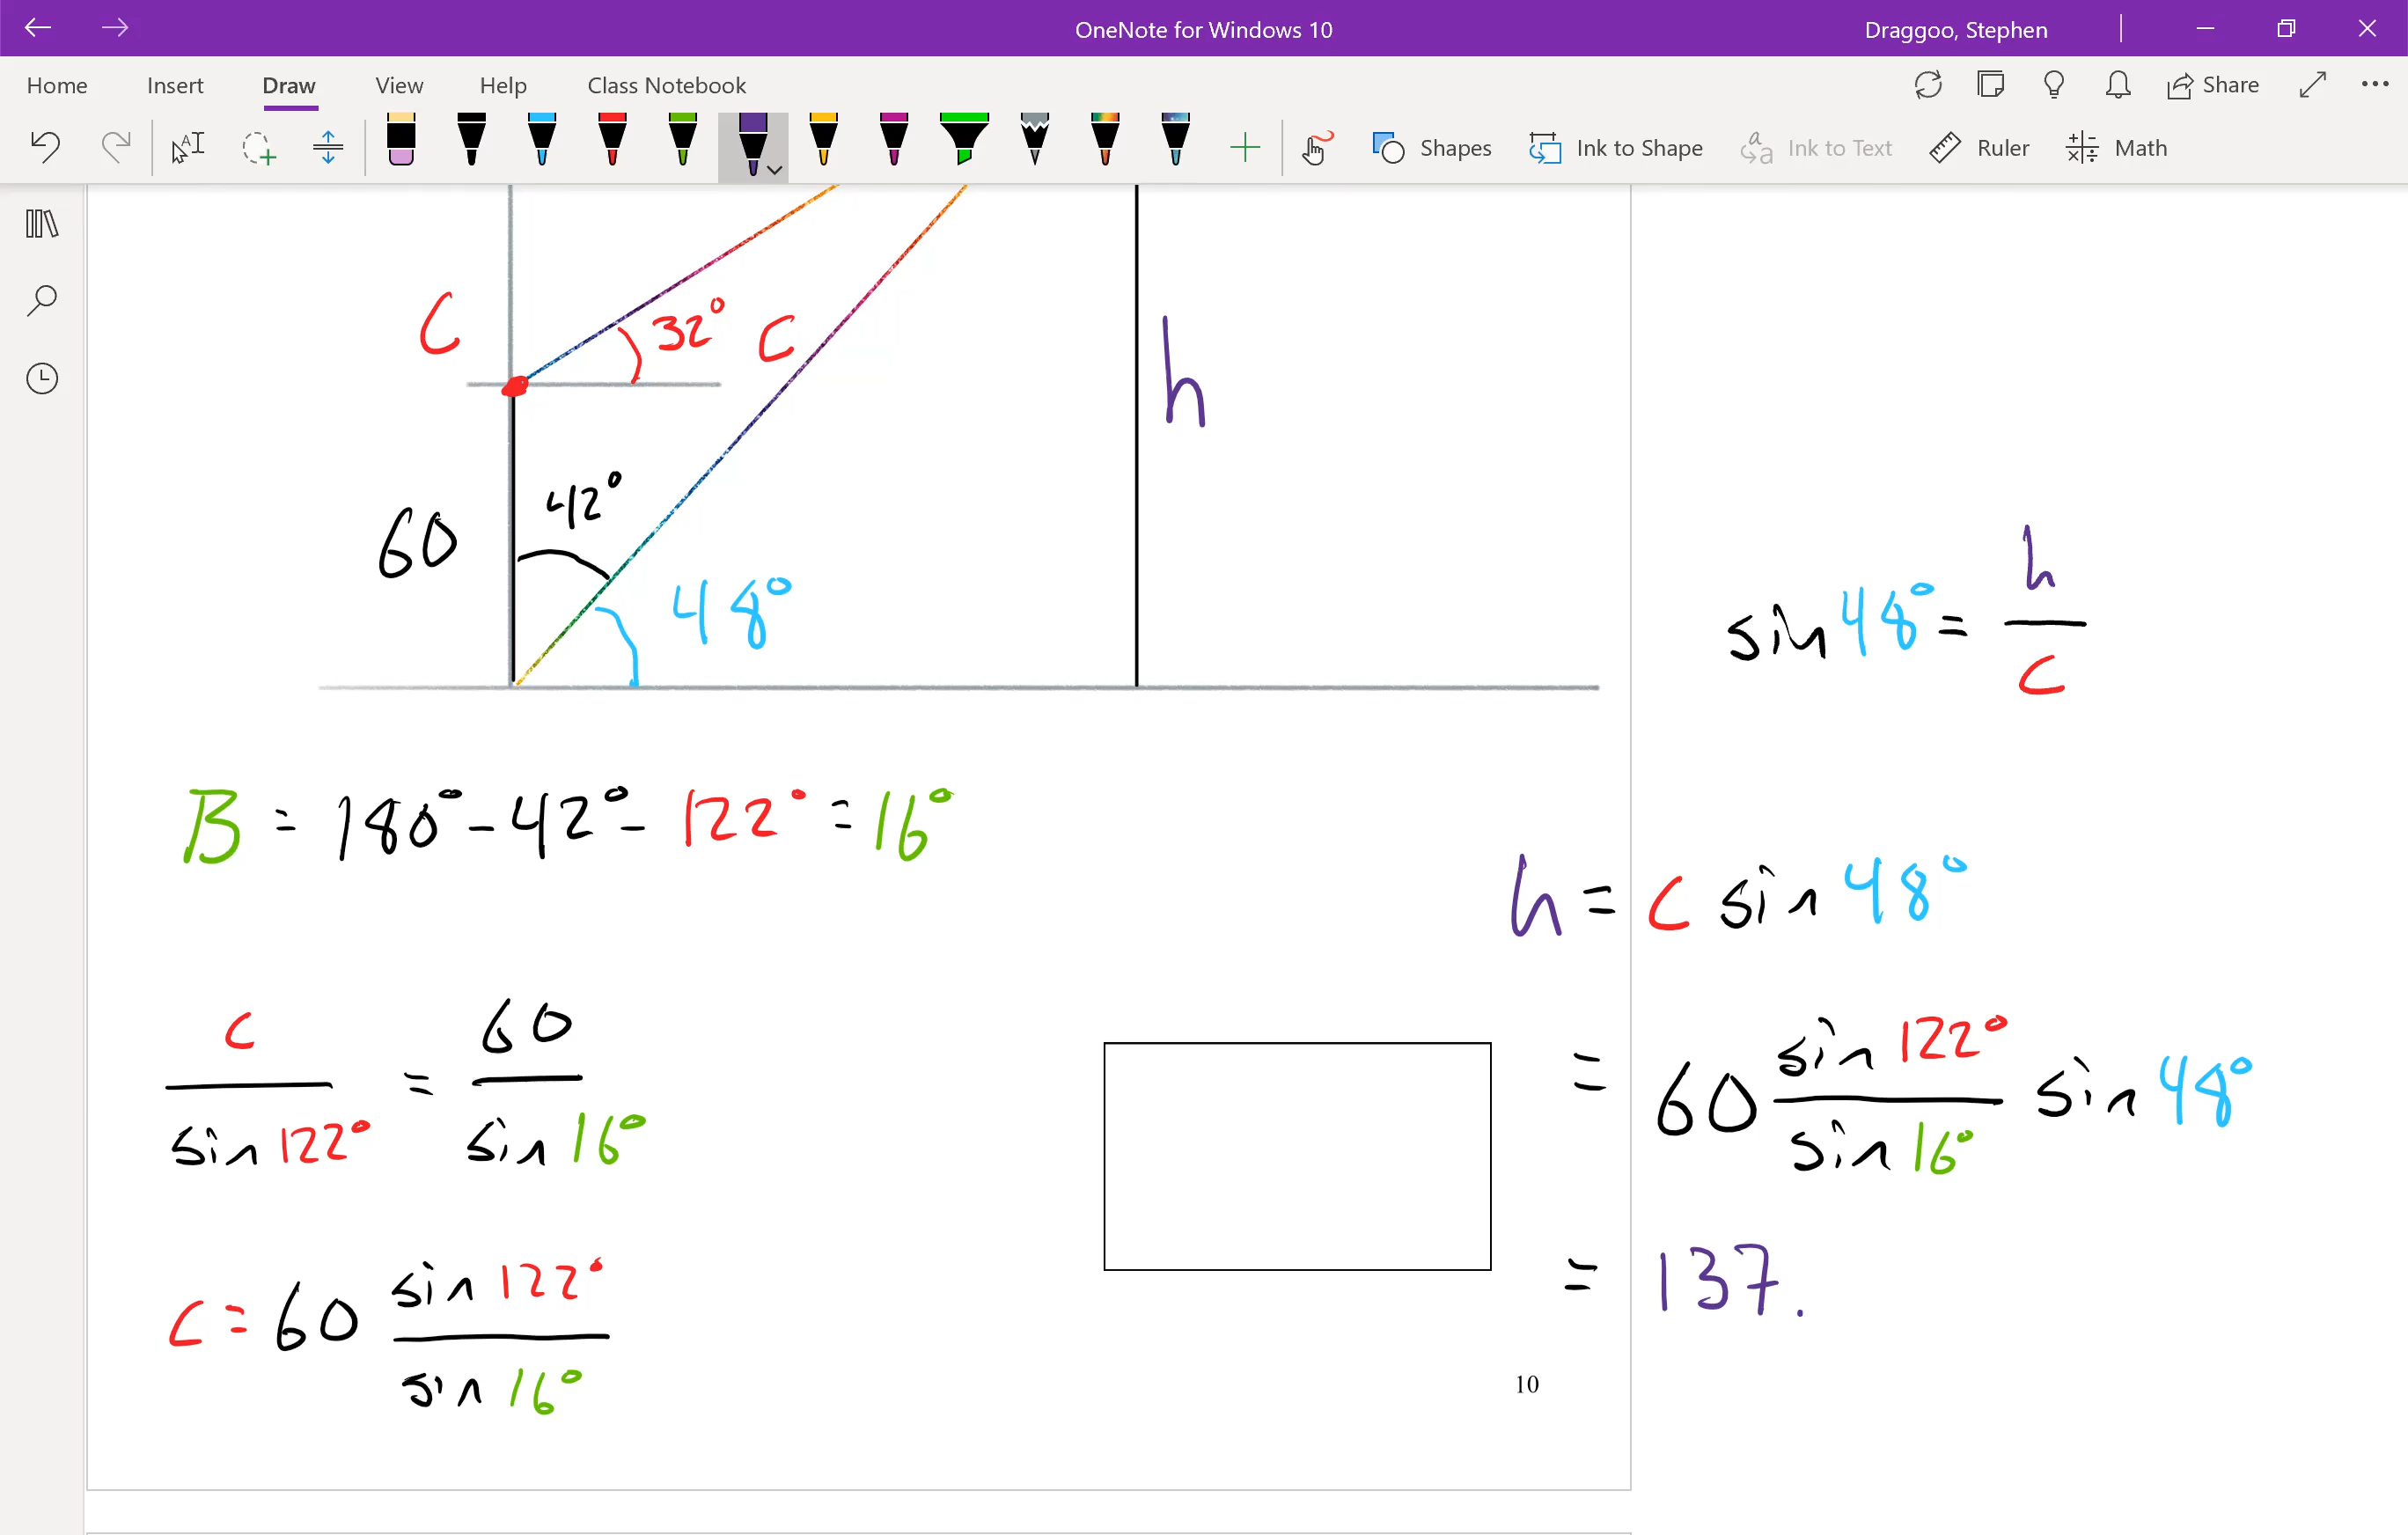 OneNote for Windows 10
Draggoo, Stephen
Home Insert Draw View Help Class Notebook
Share
Shapes Ink to Shape Ink to Text Ruler Math
C 32° C
h
60 42°
48°
sin 48° = h/c
B = 180° - 42° - 122° = 16°
h = c sin 48°
c/sin 122° = 60/sin 16°
= 60 sin 122°/sin 16° sin 48°
c = 60 sin 122°/sin 16°
= 137.
10